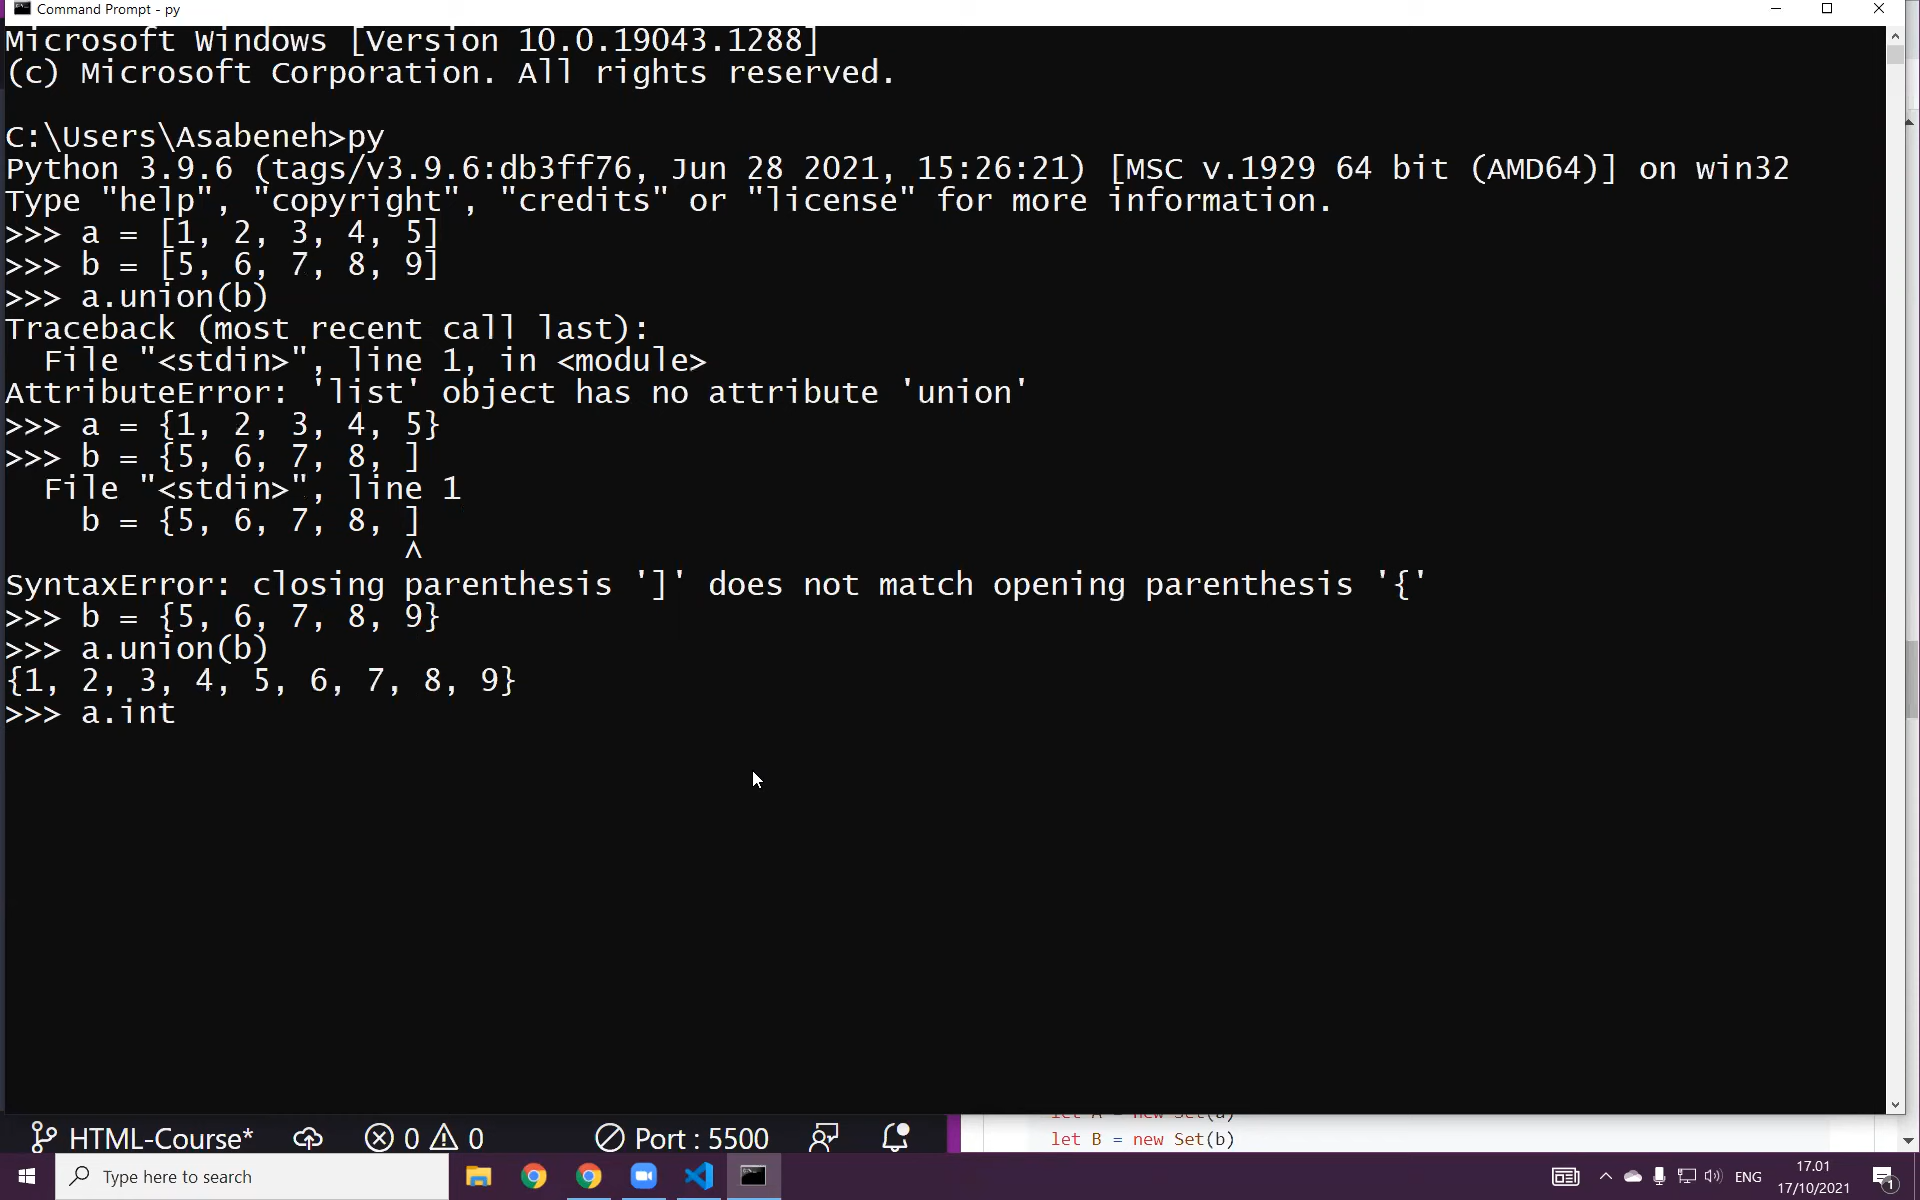 Command Prompt - py
Microsoft Windows [Version 10.0.19043.1288]
(c) Microsoft Corporation. All rights reserved.
C:\Users\Asabeneh>py
Python 3.9.6 (tags/v3.9.6:db3ff76, Jun 28 2021, 15:26:21) [MSC v.1929 64 bit (AMD64)] on win32
Type "help", "copyright", "credits" or "license" for more information.
>>> a = [1, 2, 3, 4, 5]
>>> b = [5, 6, 7, 8, 9]
>>> a.union(b)
Traceback (most recent call last):
  File "<stdin>", line 1, in <module>
AttributeError: 'list' object has no attribute 'union'
>>> a = {1, 2, 3, 4, 5}
>>> b = {5, 6, 7, 8, ]
  File "<stdin>", line 1
    b = {5, 6, 7, 8, ]
                     ^
SyntaxError: closing parenthesis ']' does not match opening parenthesis '{'
>>> b = {5, 6, 7, 8, 9}
>>> a.union(b)
{1, 2, 3, 4, 5, 6, 7, 8, 9}
>>> a.int
let A = new Set(a)
HTML-Course* 0 0 Port : 5500
let B = new Set(b)
Type here to search
ENG
17.01
17/10/2021
1